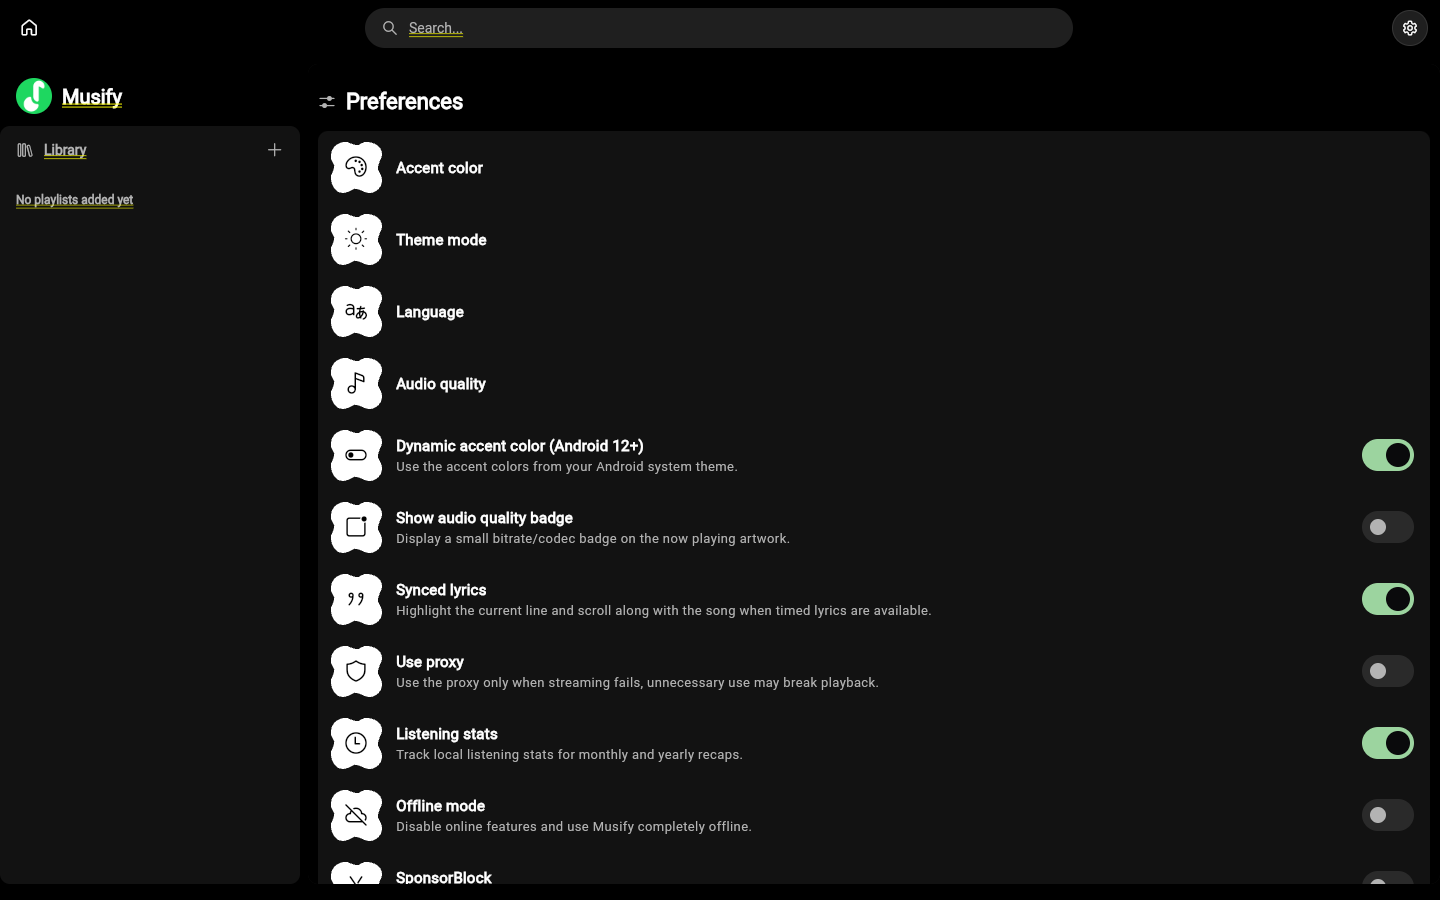 Search...
Musify
Library
No playlists added yet
Preferences
Accent color
Theme mode
Language
aあ
Audio quality
Dynamic accent color (Android 12+)
Use the accent colors from your Android system theme.
Show audio quality badge
Display a small bitrate/codec badge on the now playing artwork.
Synced lyrics
Highlight the current line and scroll along with the song when timed lyrics are available.
Use proxy
Use the proxy only when streaming fails, unnecessary use may break playback.
Listening stats
Track local listening stats for monthly and yearly recaps.
Offline mode
Disable online features and use Musify completely offline.
SponsorBlock